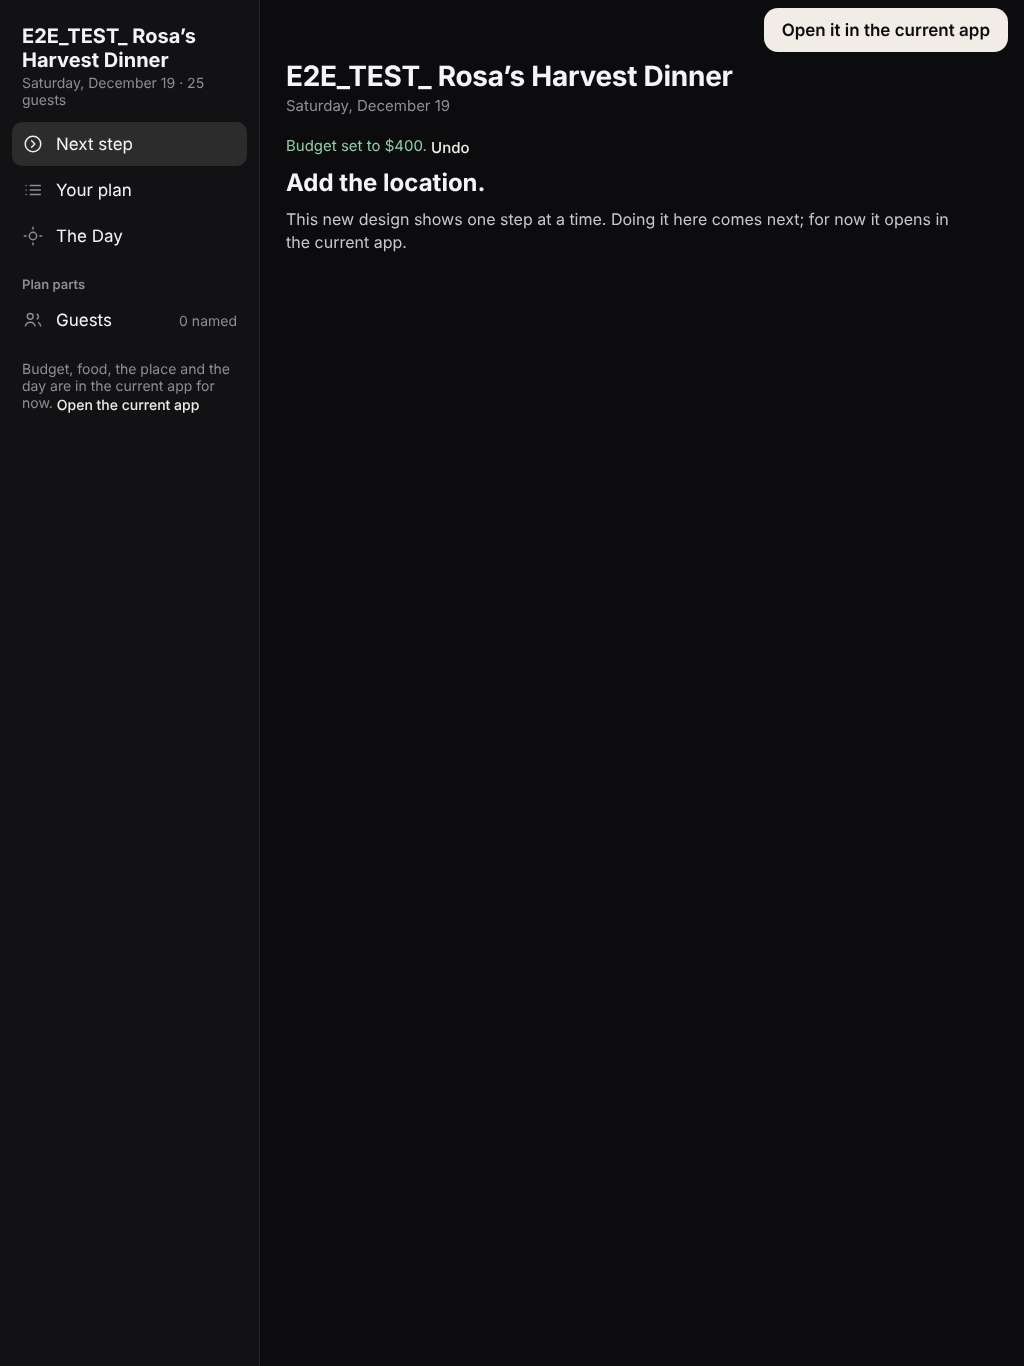 E2E_TEST_ Rosa’s
Harvest Dinner
Saturday, December 19 · 25
guests
Next step
Your plan
The Day
Plan parts
Guests 0 named
Budget, food, the place and the
day are in the current app for
now. Open the current app
Open it in the current app
E2E_TEST_ Rosa’s Harvest Dinner
Saturday, December 19
Budget set to $400. Undo
Add the location.
This new design shows one step at a time. Doing it here comes next; for now it opens in
the current app.